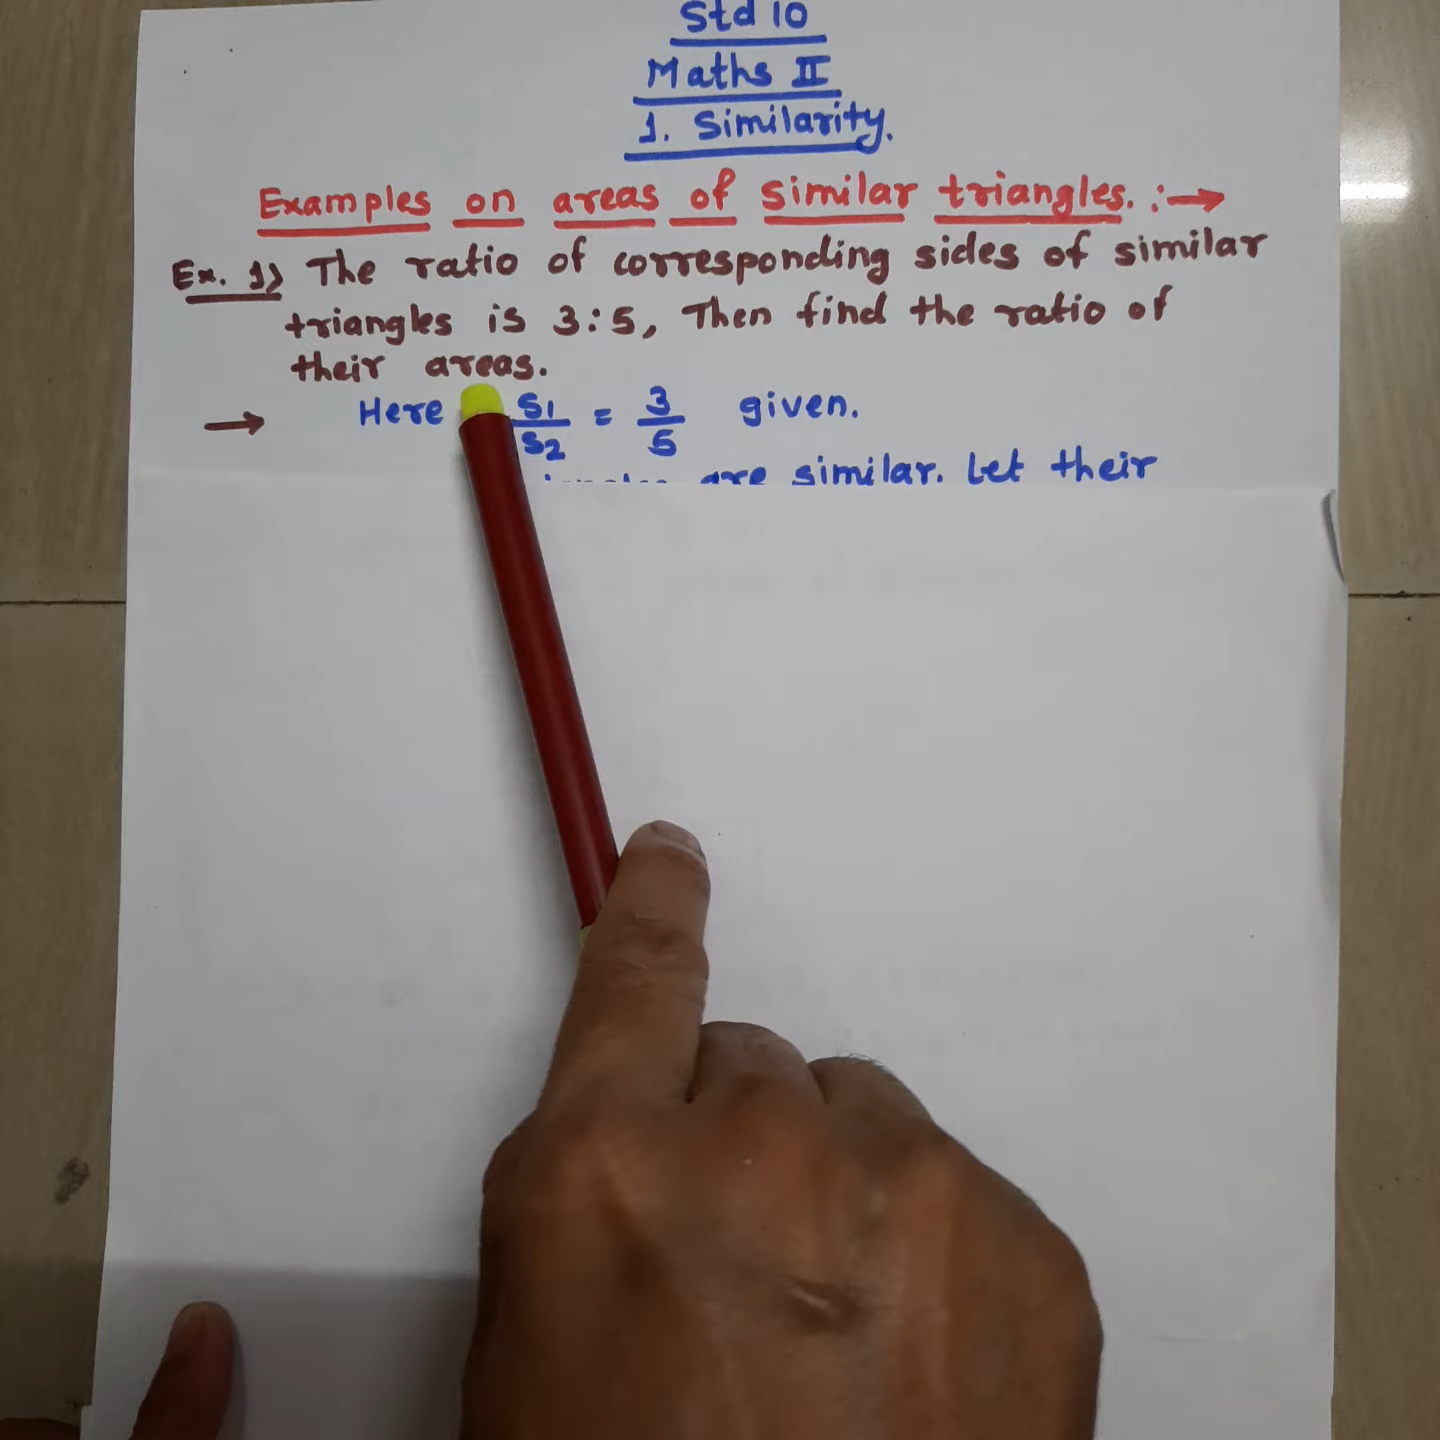 Std 10
Maths II
1. Similarity.
Examples on areas of similar triangles. :→
Ex. 1) The ratio of corresponding sides of similar
triangles is 3:5, Then find the ratio of
their areas.
→ Here S1/S2 = 3/5 given.
are similar. Let their